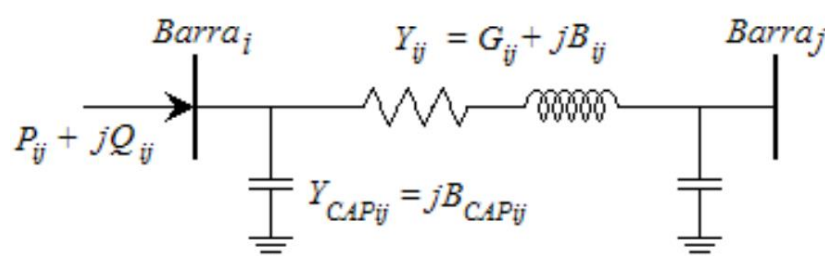 Barra_i
Y_ij = G_ij + jB_ij
Barra_j
P_ij + jQ_ij
Y_CAPij = jB_CAPij